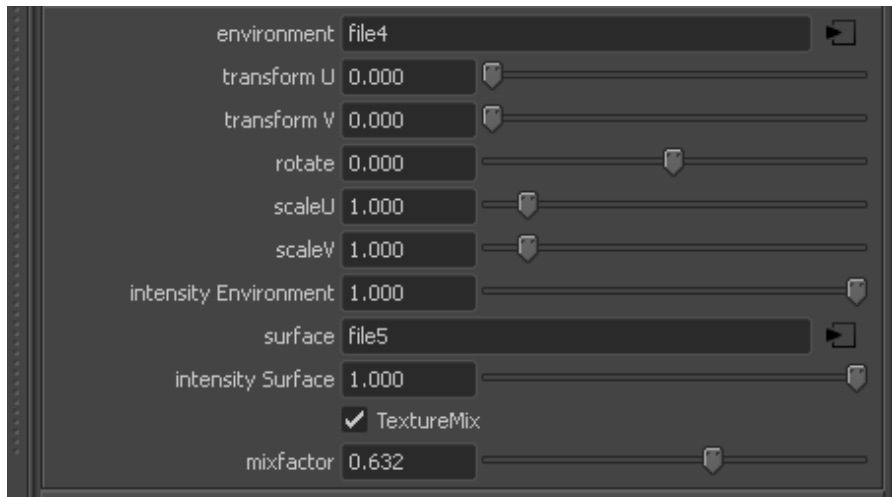 environment file4
transform U 0.000
transform V 0.000
rotate 0.000
scaleU 1.000
scaleV 1.000
intensity Environment 1.000
surface file5
intensity Surface 1.000
TextureMix
mixfactor 0.632